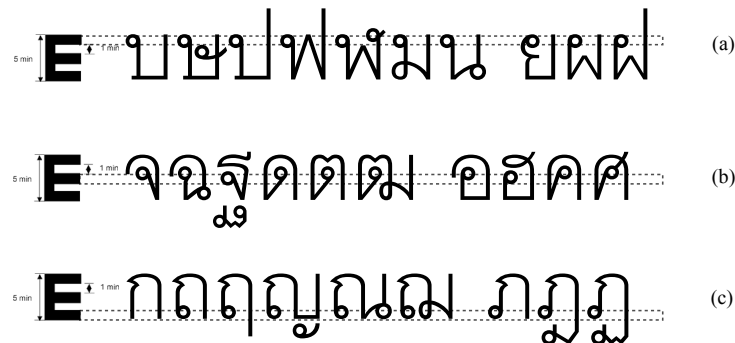 5 min E 1 min บ ษ ป ฟ ฬ ม น ย ผ ฝ (a)
5 min E 1 min จ ฉ ฐ ด ต ฒ อ ฮ ค ศ (b)
5 min E 1 min ก ถ ฤ ญ ณ ฌ ภ ฎ ฏ (c)